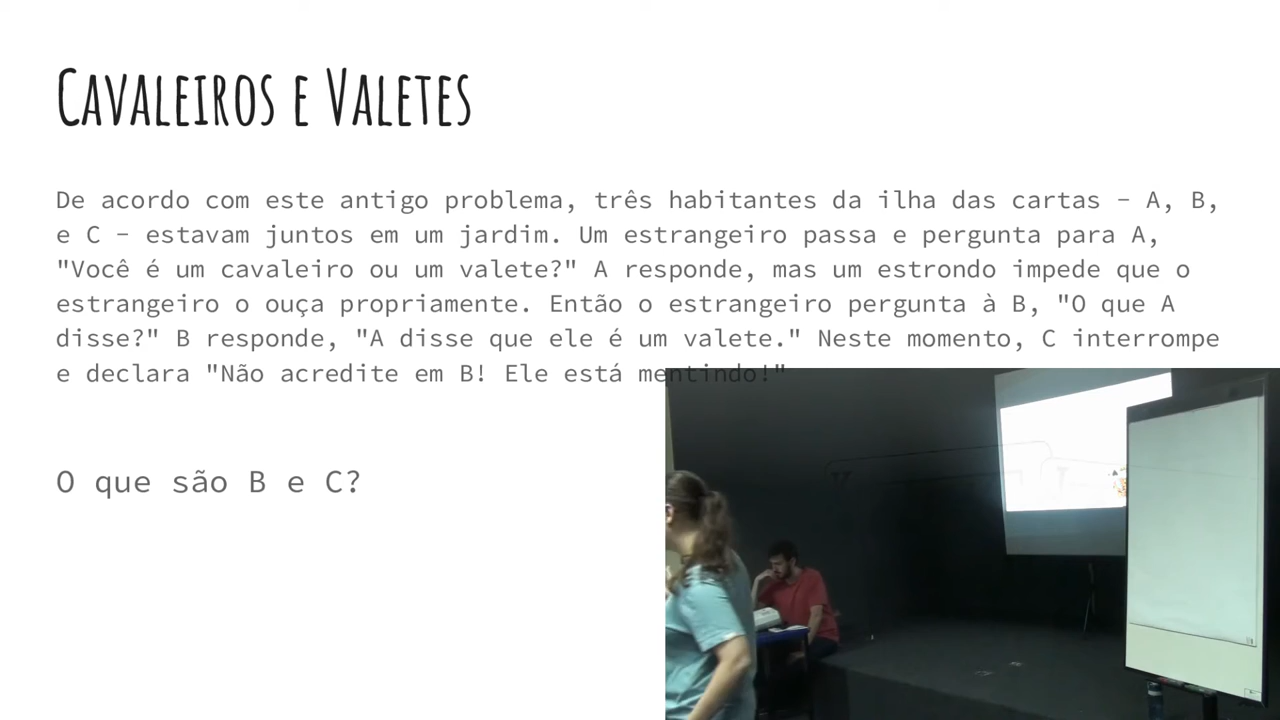 Cavaleiros e Valetes
De acordo com este antigo problema, três habitantes da ilha das cartas - A, B,
e C - estavam juntos em um jardim. Um estrangeiro passa e pergunta para A,
"Você é um cavaleiro ou um valete?" A responde, mas um estrondo impede que o
estrangeiro o ouça propriamente. Então o estrangeiro pergunta à B, "O que A
disse?" B responde, "A disse que ele é um valete." Neste momento, C interrompe
e declara "Não acredite em B! Ele está mentindo!"
O que são B e C?